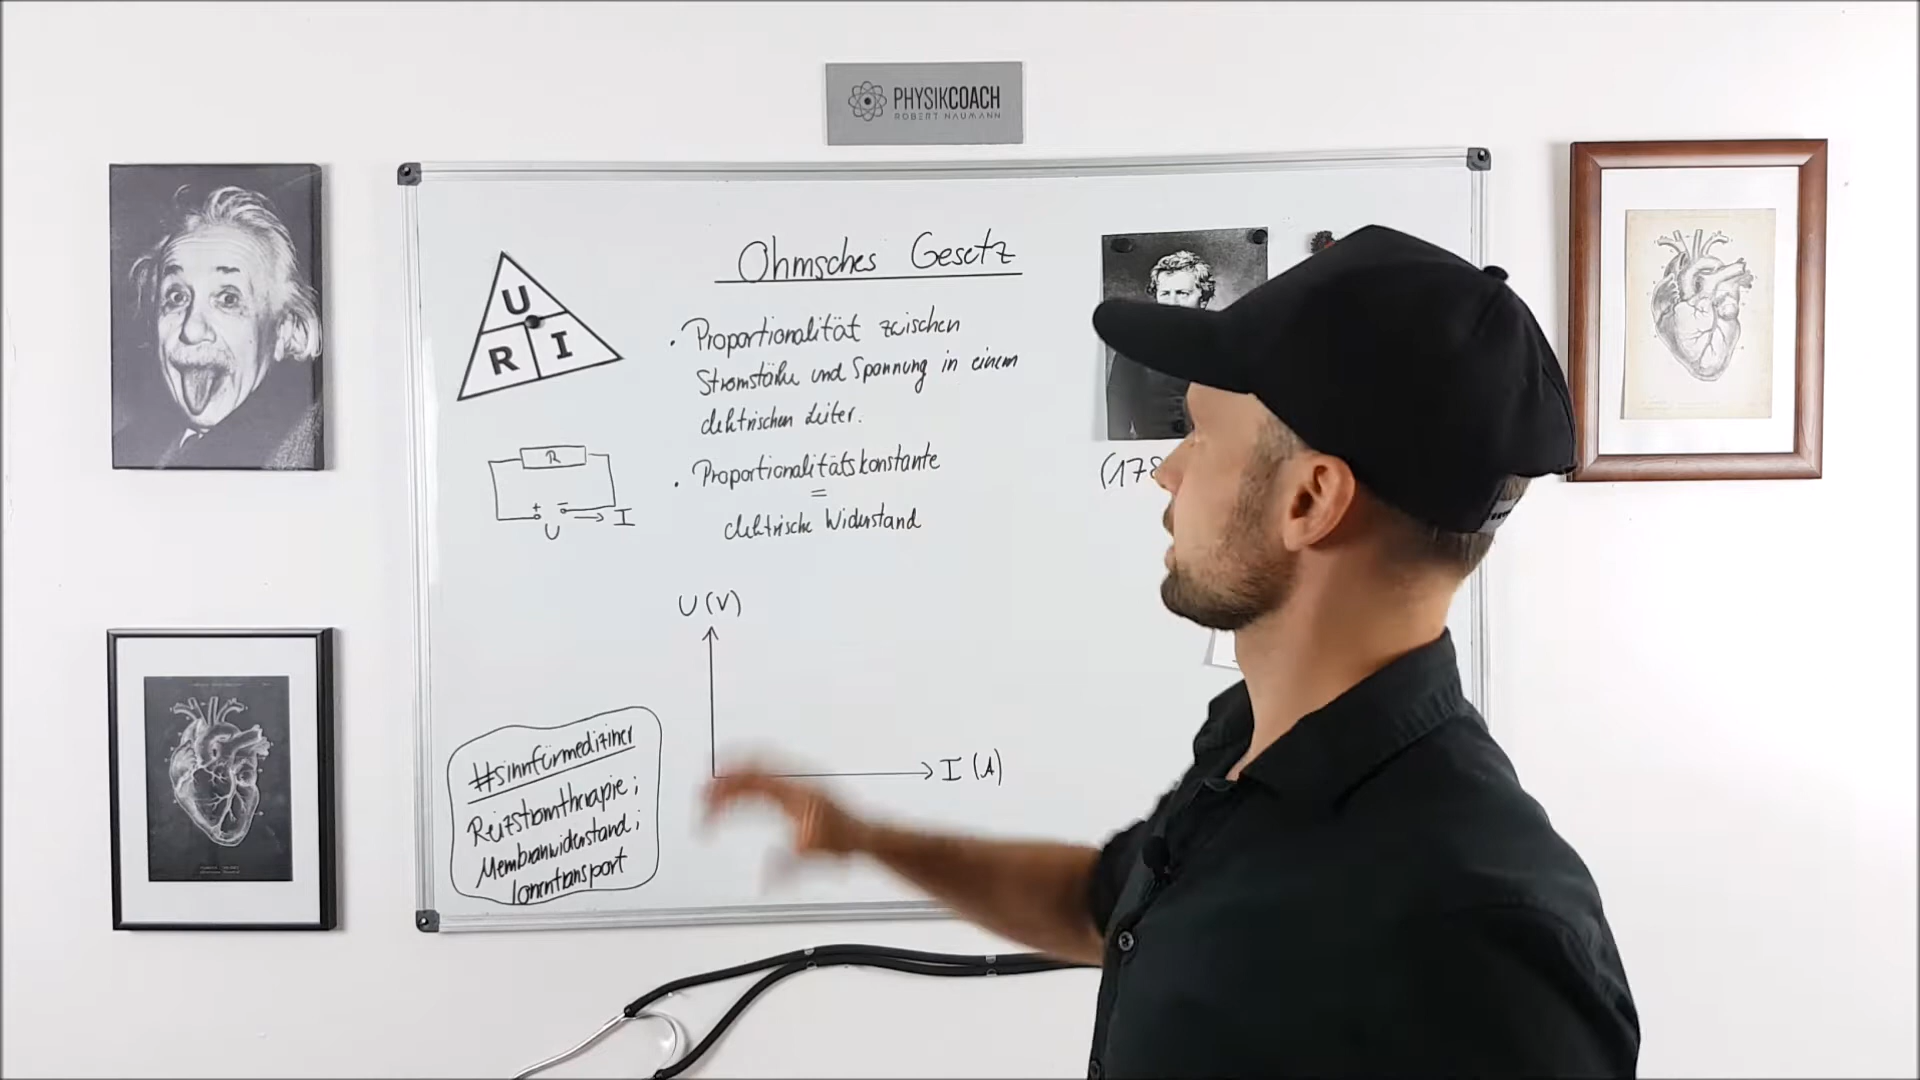 PHYSIKCOACH
ROBERT NAUMANN
Ohmsches Gesetz
U
R I
• Proportionalität zwischen
Stromstärke und Spannung in einem
elektrischen Leiter.
• Proportionalitätskonstante
=
elektrische Widerstand
R
+ −
U → I
(178
U (V)
I (A)
#sinnfürmediziner
Reizstromtherapie;
Membranwiderstand;
Ionentransport